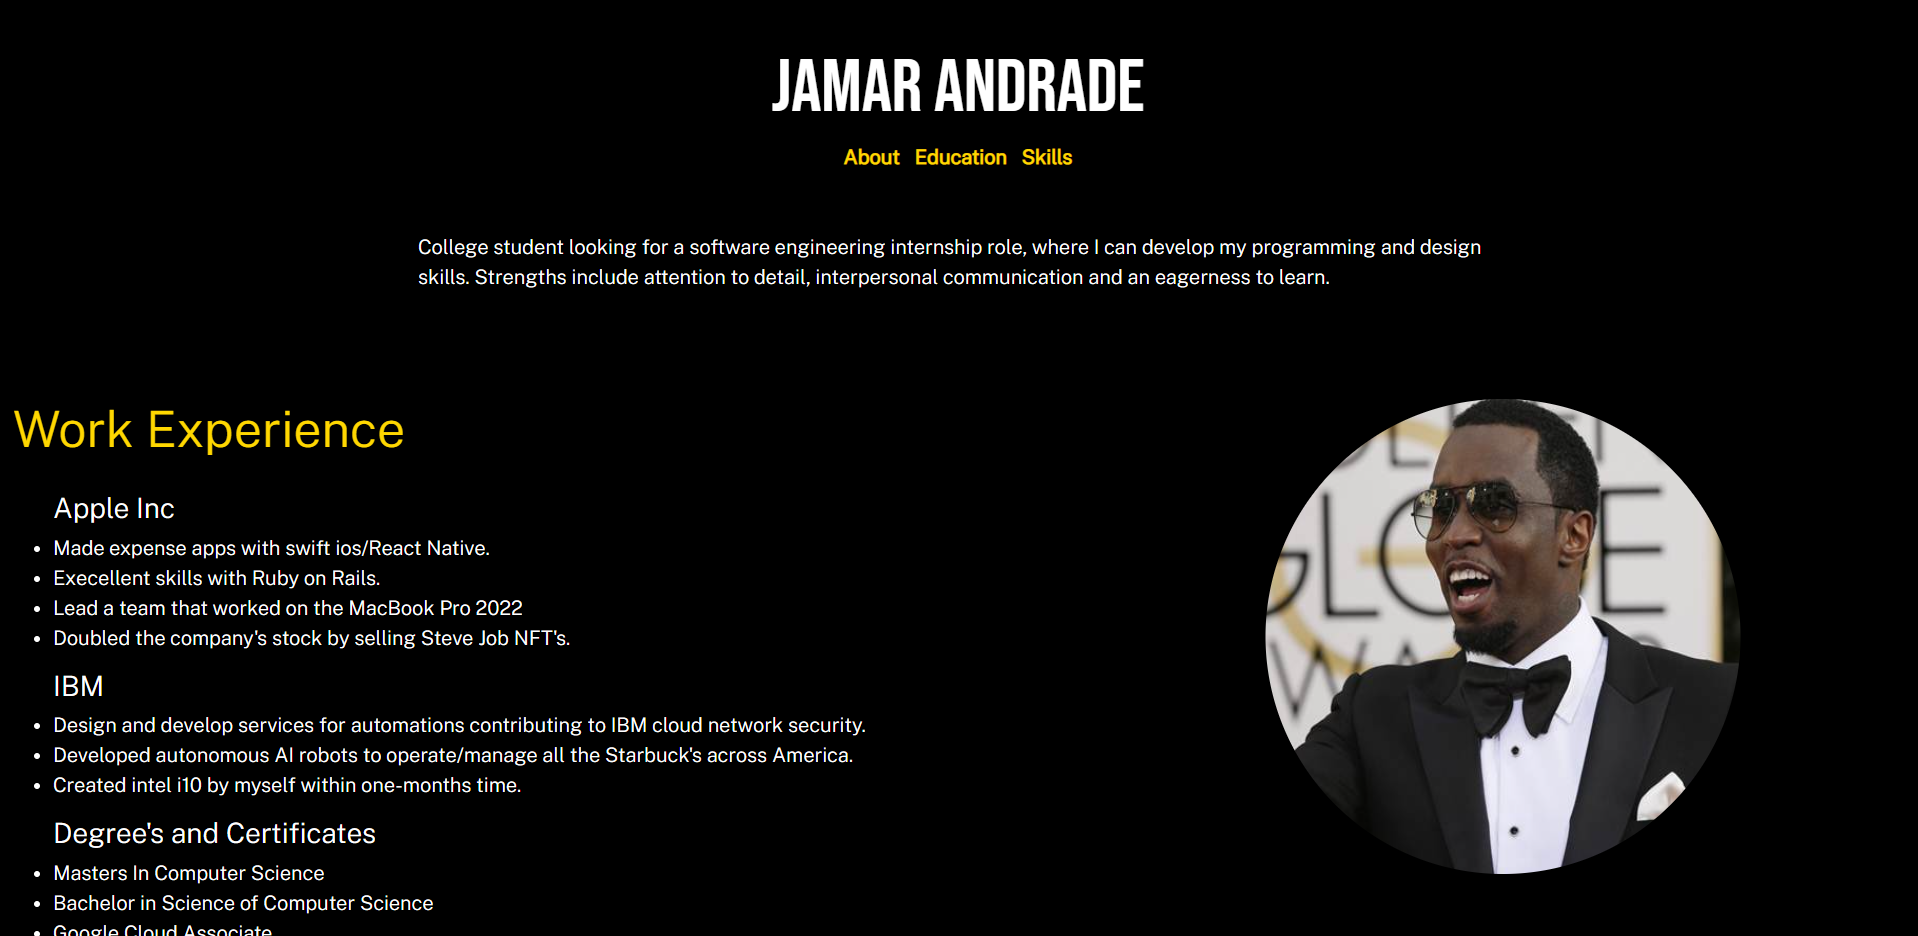 JAMAR ANDRADE
About Education Skills
College student looking for a software engineering internship role, where I can develop my programming and design
skills. Strengths include attention to detail, interpersonal communication and an eagerness to learn.
Work Experience
Apple Inc
Made expense apps with swift ios/React Native.
Execellent skills with Ruby on Rails.
Lead a team that worked on the MacBook Pro 2022
Doubled the company's stock by selling Steve Job NFT's.
IBM
Design and develop services for automations contributing to IBM cloud network security.
Developed autonomous AI robots to operate/manage all the Starbuck's across America.
Created intel i10 by myself within one-months time.
Degree's and Certificates
Masters In Computer Science
Bachelor in Science of Computer Science
Google Cloud Associate